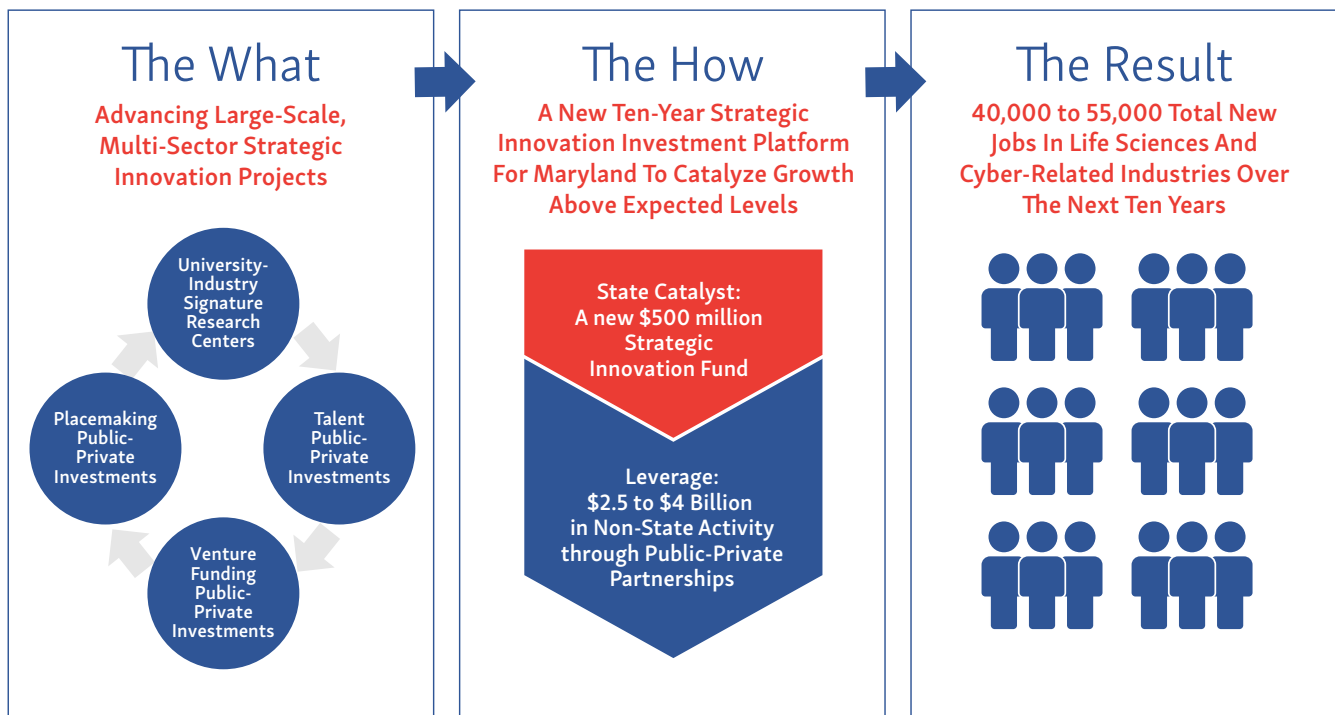 The What
Advancing Large-Scale,
Multi-Sector Strategic
Innovation Projects
University-
Industry
Signature
Research
Centers
Talent
Public-
Private
Investments
Venture
Funding
Public-
Private
Investments
Placemaking
Public-
Private
Investments
The How
A New Ten-Year Strategic
Innovation Investment Platform
For Maryland To Catalyze Growth
Above Expected Levels
State Catalyst:
A new $500 million
Strategic
Innovation Fund
Leverage:
$2.5 to $4 Billion
in Non-State Activity
through Public-Private
Partnerships
The Result
40,000 to 55,000 Total New
Jobs In Life Sciences And
Cyber-Related Industries Over
The Next Ten Years